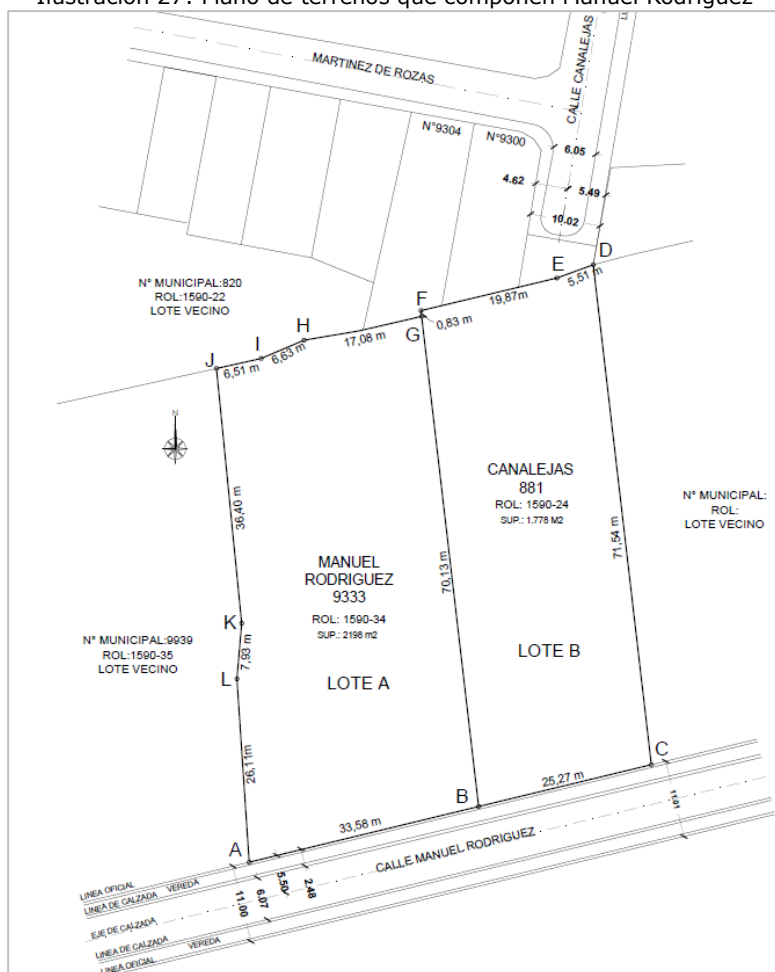 Ilustración 27: Plano de terrenos que componen Manuel Rodríguez
MARTINEZ DE ROZAS
CALLE CANALEJAS
N°9304
N°9300
6.05
4.62
5.49
10.02
D
E
5,51 m
N° MUNICIPAL:820
ROL:1590-22
LOTE VECINO
F
19,87m
G
0,83 m
H
17,08 m
I
6,63 m
J
6,51 m
N
CANALEJAS
881
ROL: 1590-24
SUP.: 1.778 M2
N° MUNICIPAL:
ROL:
LOTE VECINO
36,40 m
71,54 m
70,13 m
MANUEL
RODRIGUEZ
9333
ROL: 1590-34
SUP.: 2198 m2
K
N° MUNICIPAL:9939
ROL:1590-35
LOTE VECINO
7,93 m
L
LOTE B
LOTE A
26,11m
C
25,27 m
B
11.01
33,58 m
A
CALLE MANUEL RODRIGUEZ
LINEA OFICIAL
VEREDA
LINEA DE CALZADA
5.50
2.48
6.07
11.00
EJE DE CALZADA
LINEA DE CALZADA
VEREDA
LINEA OFICIAL